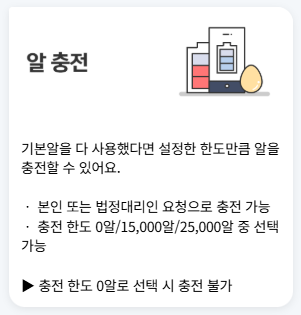 알 충전
기본알을 다 사용했다면 설정한 한도만큼 알을
충전할 수 있어요.
· 본인 또는 법정대리인 요청으로 충전 가능
· 충전 한도 0알/15,000알/25,000알 중 선택
가능
▶ 충전 한도 0알로 선택 시 충전 불가